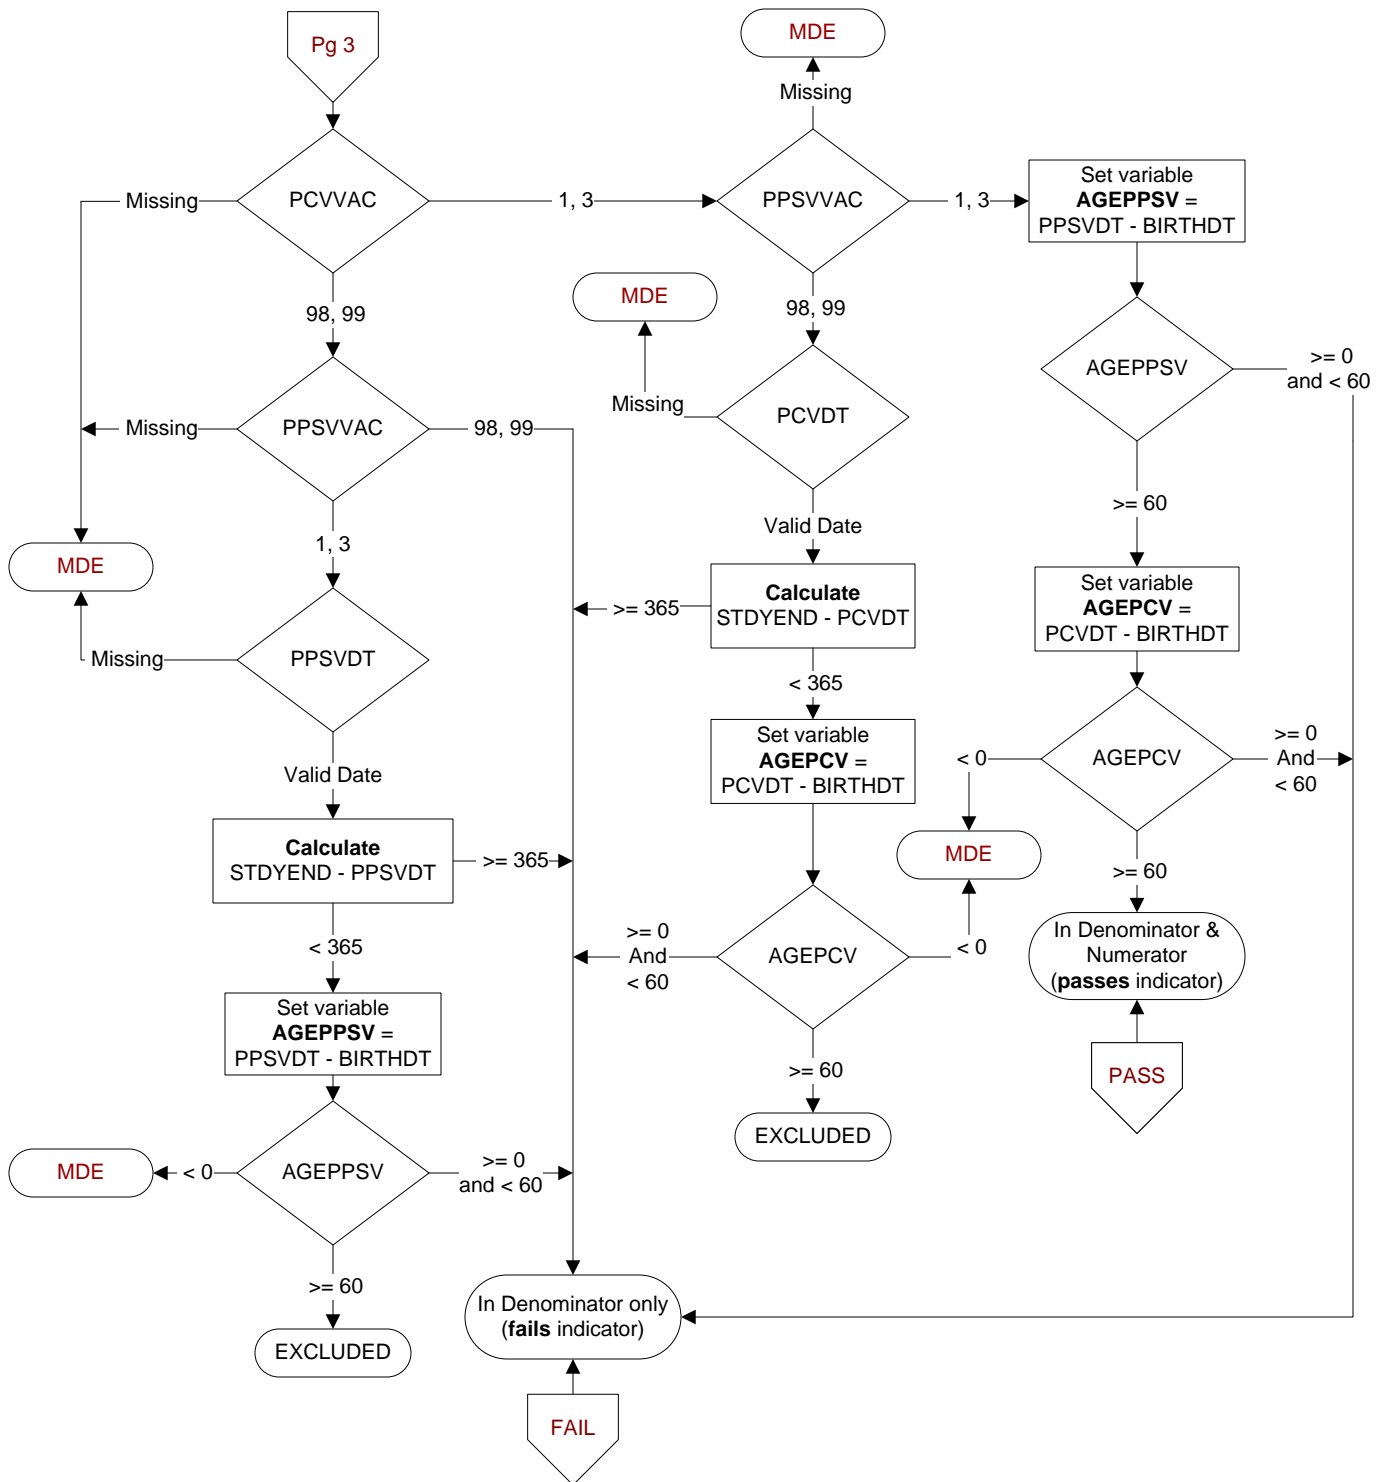 Pg 3
MDE
Missing
PCVVAC
Missing
1, 3
PPSVVAC
1, 3
Set variable
AGEPPSV =
PPSVDT - BIRTHDT
98, 99
MDE
98, 99
AGEPPSV
>= 0
and < 60
PPSVVAC
Missing
98, 99
Missing
PCVDT
>= 60
Valid Date
1, 3
MDE
Calculate
STDYEND - PCVDT
>= 365
Set variable
AGEPCV =
PCVDT - BIRTHDT
Missing
PPSVDT
< 365
Set variable
AGEPCV =
PCVDT - BIRTHDT
< 0
AGEPCV
>= 0
And
< 60
Valid Date
Calculate
STDYEND - PPSVDT
>= 365
MDE
>= 60
< 365
>= 0
And
< 60
AGEPCV
< 0
In Denominator &
Numerator
(passes indicator)
Set variable
AGEPPSV =
PPSVDT - BIRTHDT
>= 60
PASS
EXCLUDED
MDE
< 0
AGEPPSV
>= 0
and < 60
>= 60
In Denominator only
(fails indicator)
EXCLUDED
FAIL